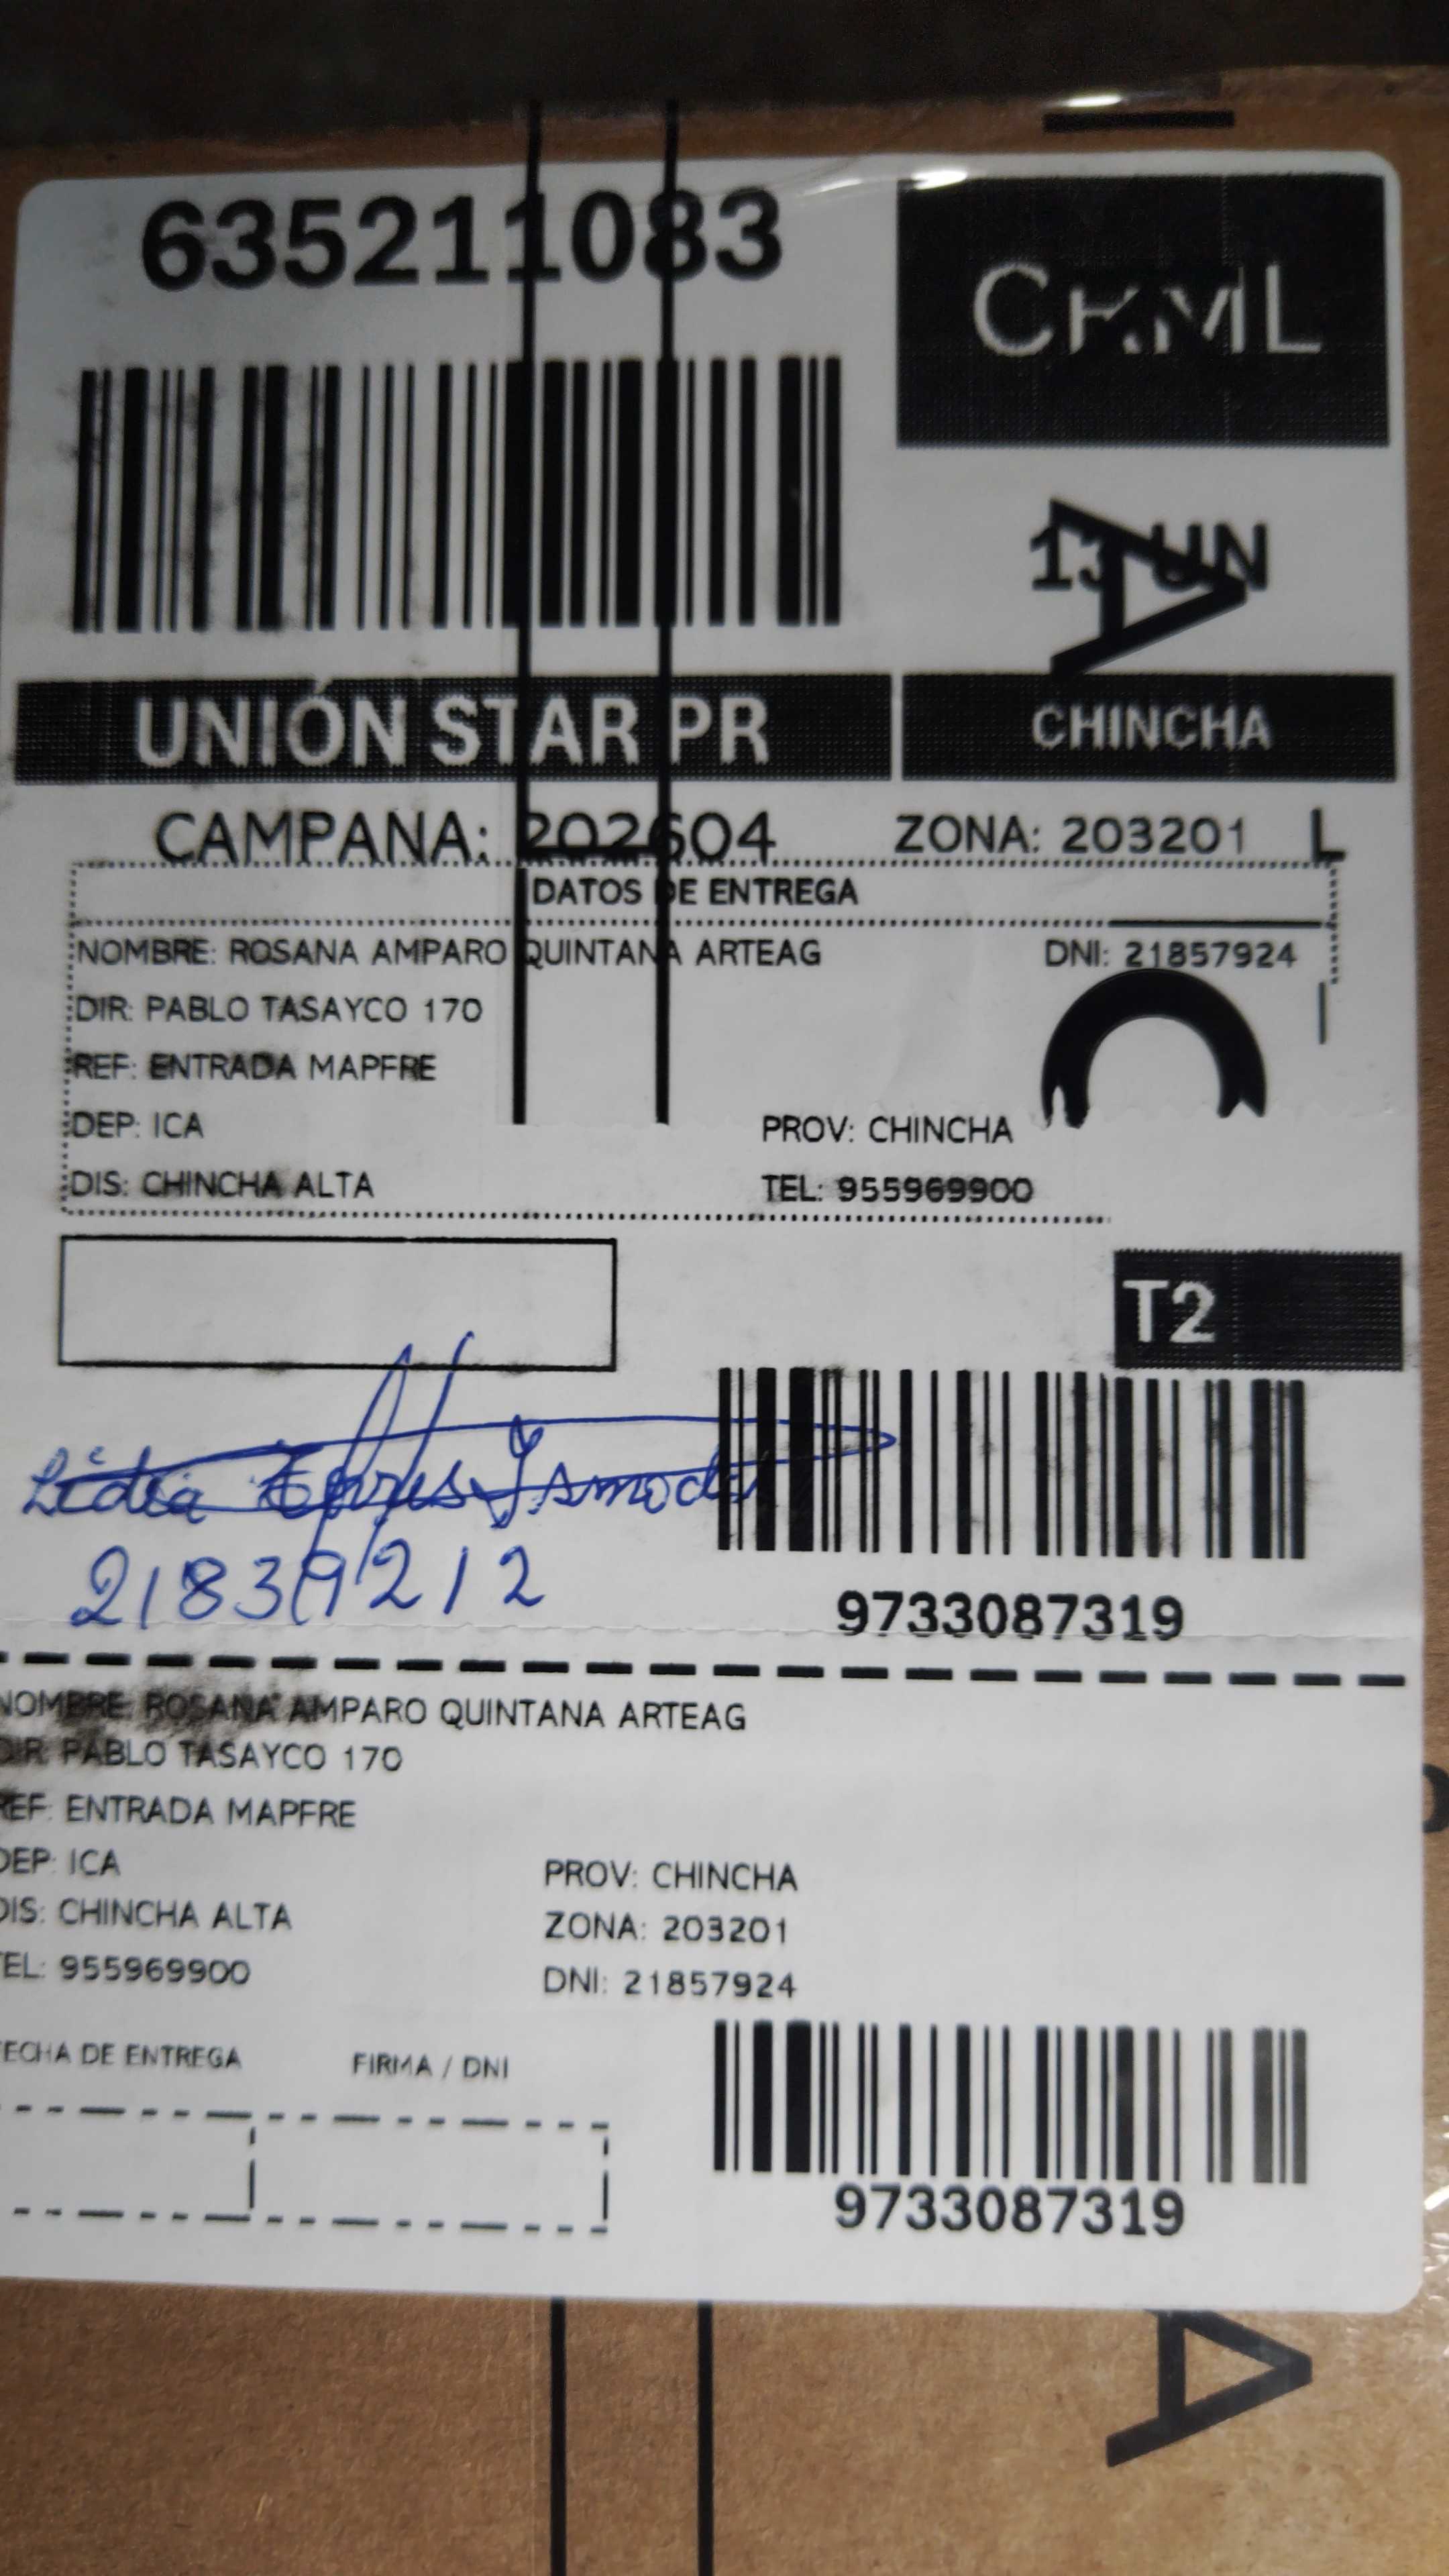 635211083
UNIÓN STAR PR
CHINCHA
CAMPANA: 202604 ZONA: 203201 L
DATOS DE ENTREGA
NOMBRE: ROSANA AMPARO QUINTANA ARTEAG DNI: 21857924
DIR: PABLO TASAYCO 170
REF: ENTRADA MAPFRE
DEP: ICA PROV: CHINCHA
DIS: CHINCHA ALTA TEL: 955969900
T2
Lidia
21839212
9733087319
NOMBRE: ROSANA AMPARO QUINTANA ARTEAG
DIR: PABLO TASAYCO 170
REF: ENTRADA MAPFRE
DEP: ICA PROV: CHINCHA
DIS: CHINCHA ALTA ZONA: 203201
TEL: 955969900 DNI: 21857924
FECHA DE ENTREGA FIRMA / DNI
9733087319
A